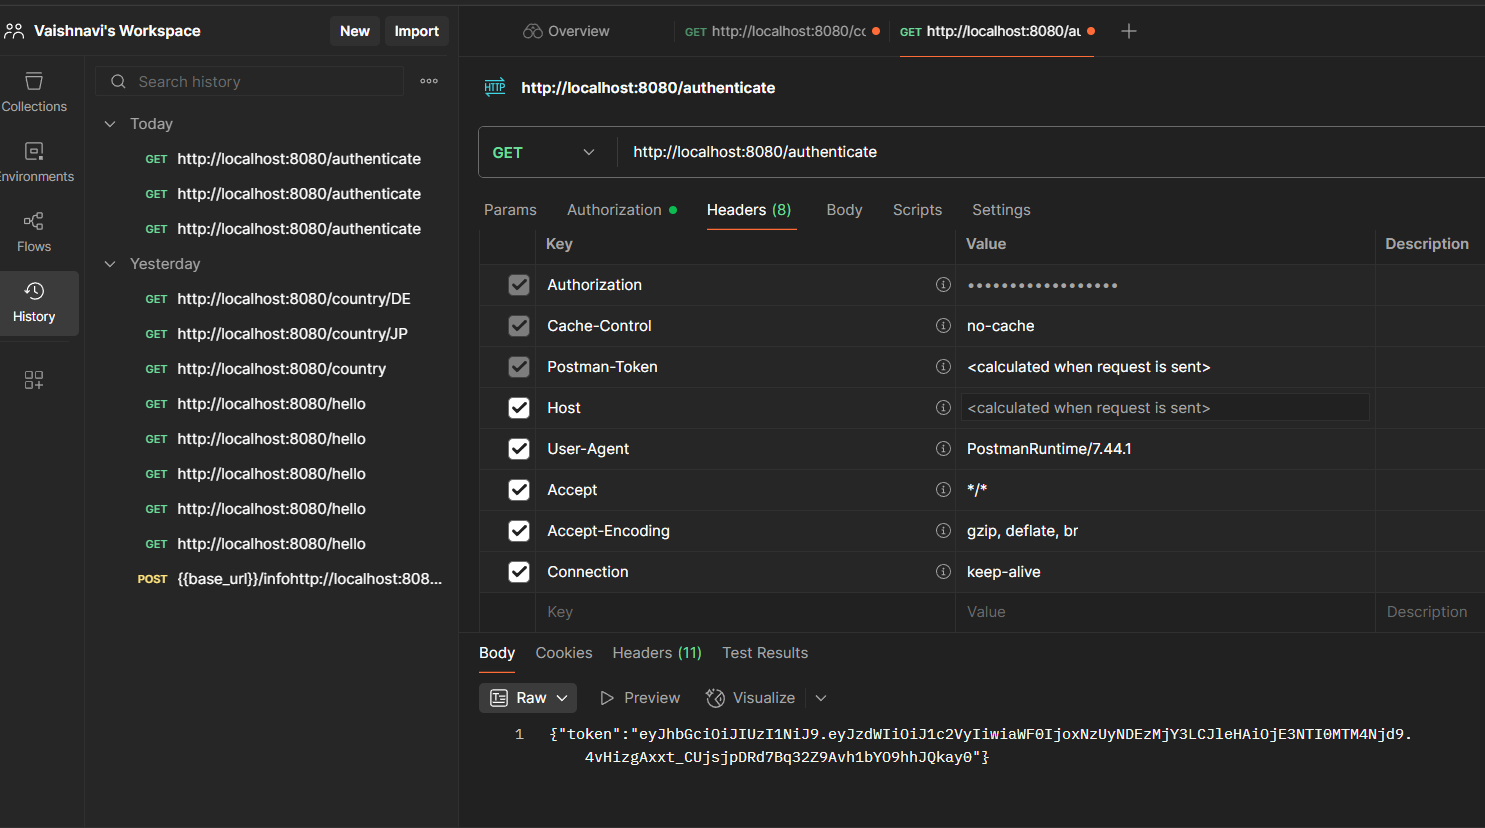 Vaishnavi's Workspace
New
Import
Overview
GET http://localhost:8080/cc
GET http://localhost:8080/au
Collections
Environments
Flows
History
Search history
Today
GET http://localhost:8080/authenticate
GET http://localhost:8080/authenticate
GET http://localhost:8080/authenticate
Yesterday
GET http://localhost:8080/country/DE
GET http://localhost:8080/country/JP
GET http://localhost:8080/country
GET http://localhost:8080/hello
GET http://localhost:8080/hello
GET http://localhost:8080/hello
GET http://localhost:8080/hello
GET http://localhost:8080/hello
POST {{base_url}}/infohttp://localhost:808...
HTTP http://localhost:8080/authenticate
GET http://localhost:8080/authenticate
Params Authorization Headers (8) Body Scripts Settings
Key Value Description
Authorization ••••••••••••••••••
Cache-Control no-cache
Postman-Token <calculated when request is sent>
Host <calculated when request is sent>
User-Agent PostmanRuntime/7.44.1
Accept */*
Accept-Encoding gzip, deflate, br
Connection keep-alive
Key Value Description
Body Cookies Headers (11) Test Results
Raw Preview Visualize
1 {"token":"eyJhbGciOiJIUzI1NiJ9.eyJzdWIiOiJ1c2VyIiwiaWF0IjoxNzUyNDEzMjY3LCJleHAiOjE3NTI0MTM4Njd9.
4vHizgAxxt_CUjsjpDRd7Bq32Z9Avh1bYO9hhJQkay0"}